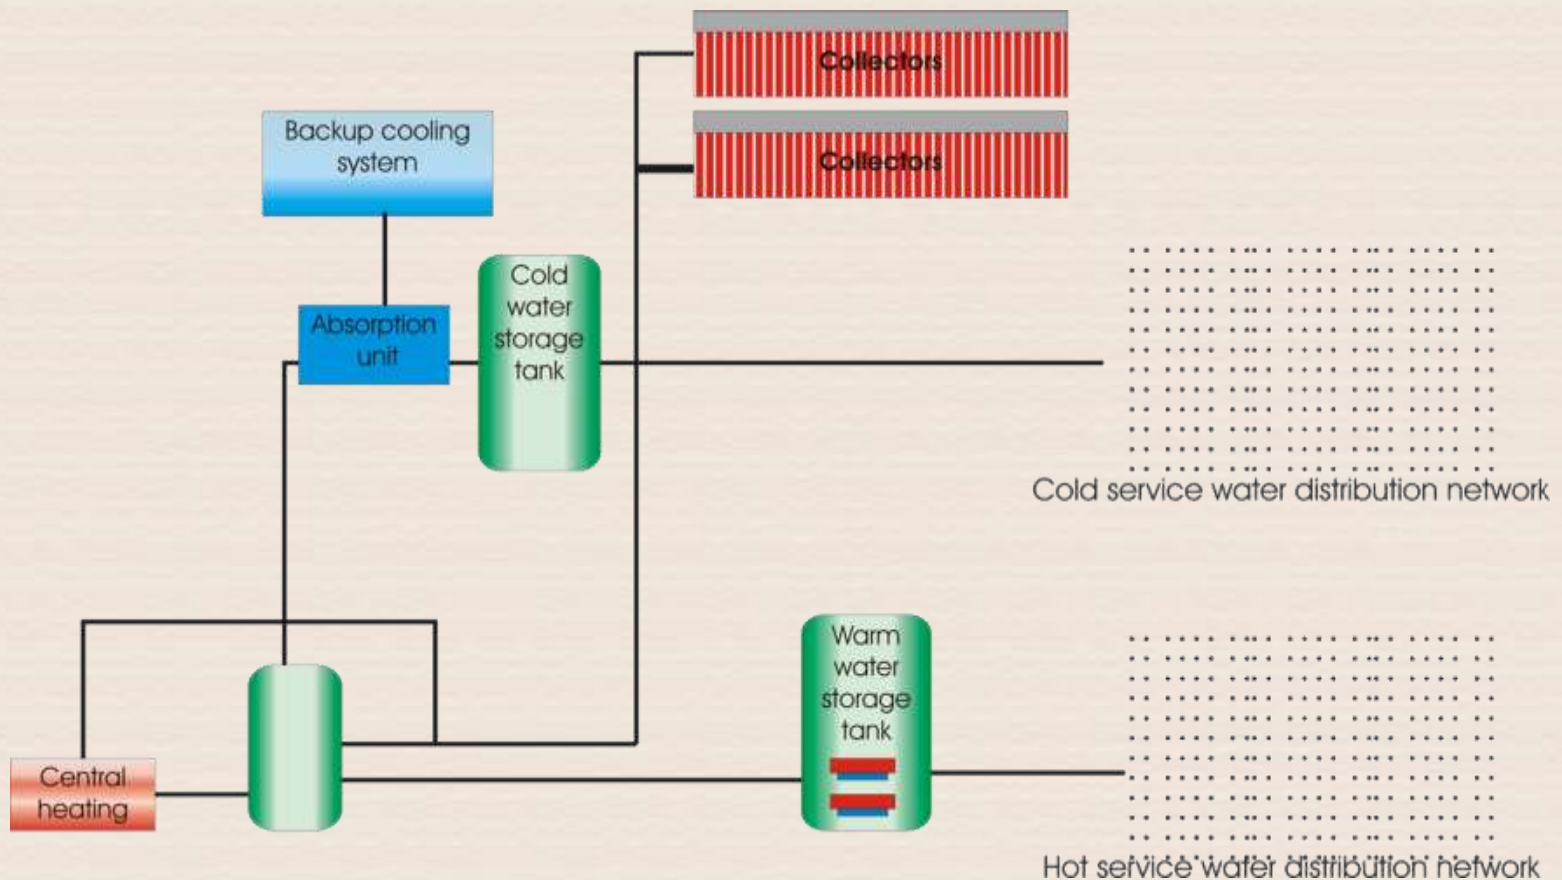 Collectors
Collectors
Backup cooling
system
Cold
water
storage
tank
Absorption
unit
Cold service water distribution network
Warm
water
storage
tank
Central
heating
Hot service water distribution network